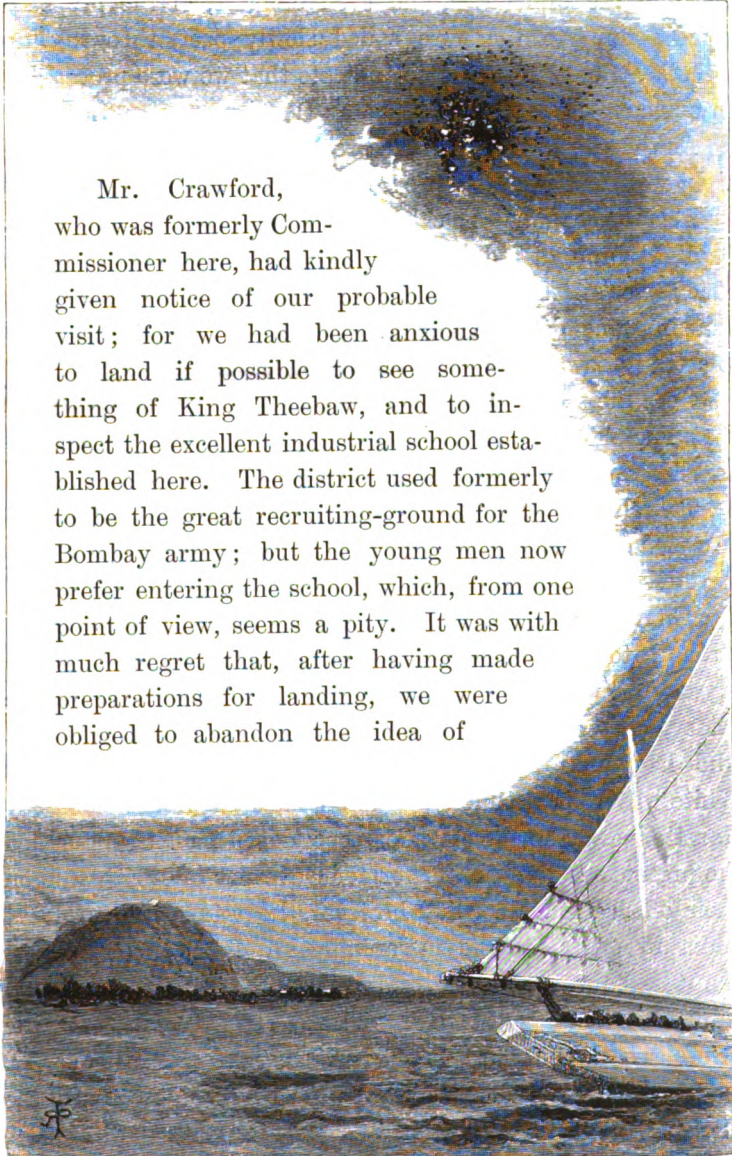 Mr. Crawford,
who was formerly Com-
missioner here, had kindly
given notice of our probable
visit; for we had been anxious
to land if possible to see some-
thing of King Theebaw, and to in-
spect the excellent industrial school esta-
blished here. The district used formerly
to be the great recruiting-ground for the
Bombay army; but the young men now
prefer entering the school, which, from one
point of view, seems a pity. It was with
much regret that, after having made
preparations for landing, we were
obliged to abandon the idea of